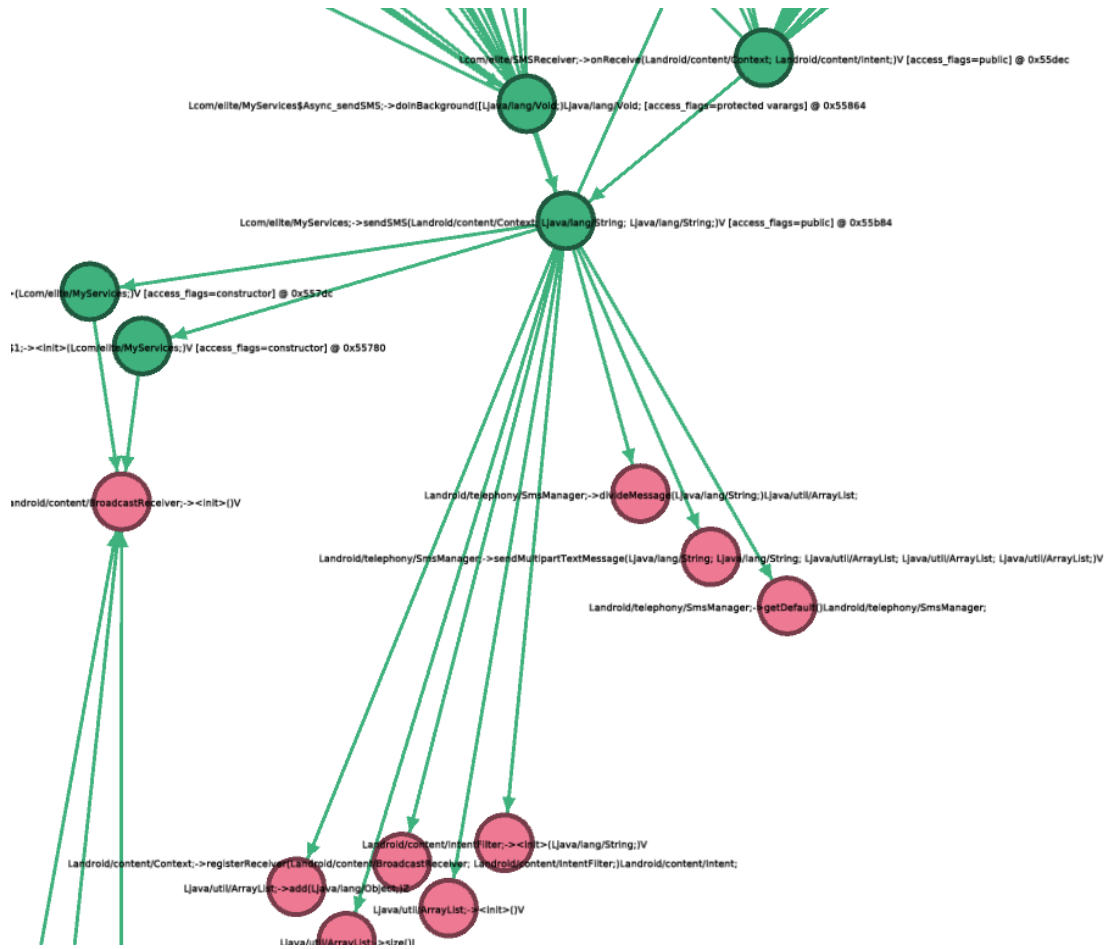 Lcom/elite/SMSReceiver;->onReceive(Landroid/content/Context; Landroid/content/Intent;)V [access_flags=public] @ 0x55dec
Lcom/elite/MyServices$Async_sendSMS;->doInBackground([Ljava/lang/Void;)Ljava/lang/Void; [access_flags=protected varargs] @ 0x55864
Lcom/elite/MyServices;->sendSMS(Landroid/content/Context; Ljava/lang/String; Ljava/lang/String;)V [access_flags=public] @ 0x55b84
>(Lcom/elite/MyServices;)V [access_flags=constructor] @ 0x557dc
$1;-><init>(Lcom/elite/MyServices;)V [access_flags=constructor] @ 0x55780
android/content/BroadcastReceiver;-><init>()V
Landroid/telephony/SmsManager;->divideMessage(Ljava/lang/String;)Ljava/util/ArrayList;
Landroid/telephony/SmsManager;->sendMultipartTextMessage(Ljava/lang/String; Ljava/lang/String; Ljava/util/ArrayList; Ljava/util/ArrayList; Ljava/util/ArrayList;)V
Landroid/telephony/SmsManager;->getDefault()Landroid/telephony/SmsManager;
Landroid/content/IntentFilter;-><init>(Ljava/lang/String;)V
Landroid/content/Context;->registerReceiver(Landroid/content/BroadcastReceiver; Landroid/content/IntentFilter;)Landroid/content/Intent;
Ljava/util/ArrayList;->add(Ljava/lang/Object;)Z
Ljava/util/ArrayList;-><init>()V
Ljava/util/ArrayList;->size()I